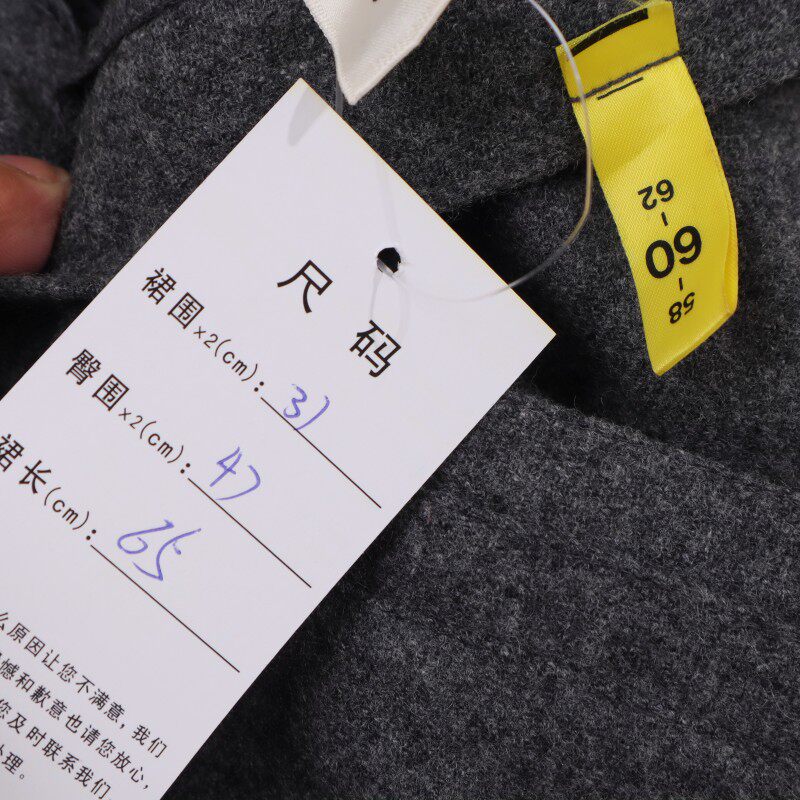 尺码
裙围×2(cm): 31
臀围×2(cm): 47
裙长(cm): 65
么原因让您不满意,我们
憾和歉意也请您放心,
您及时联系我们
处理。
58-60-62